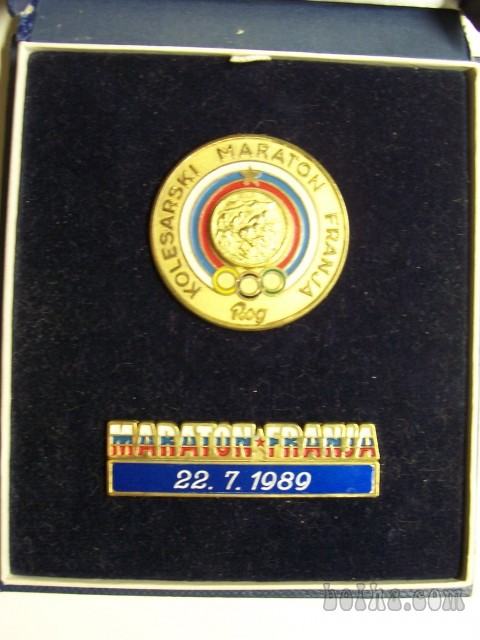 KOLESARSKI MARATON FRANJA
Rog
MARATON★FRANJA
22.7.1989
bolha.com